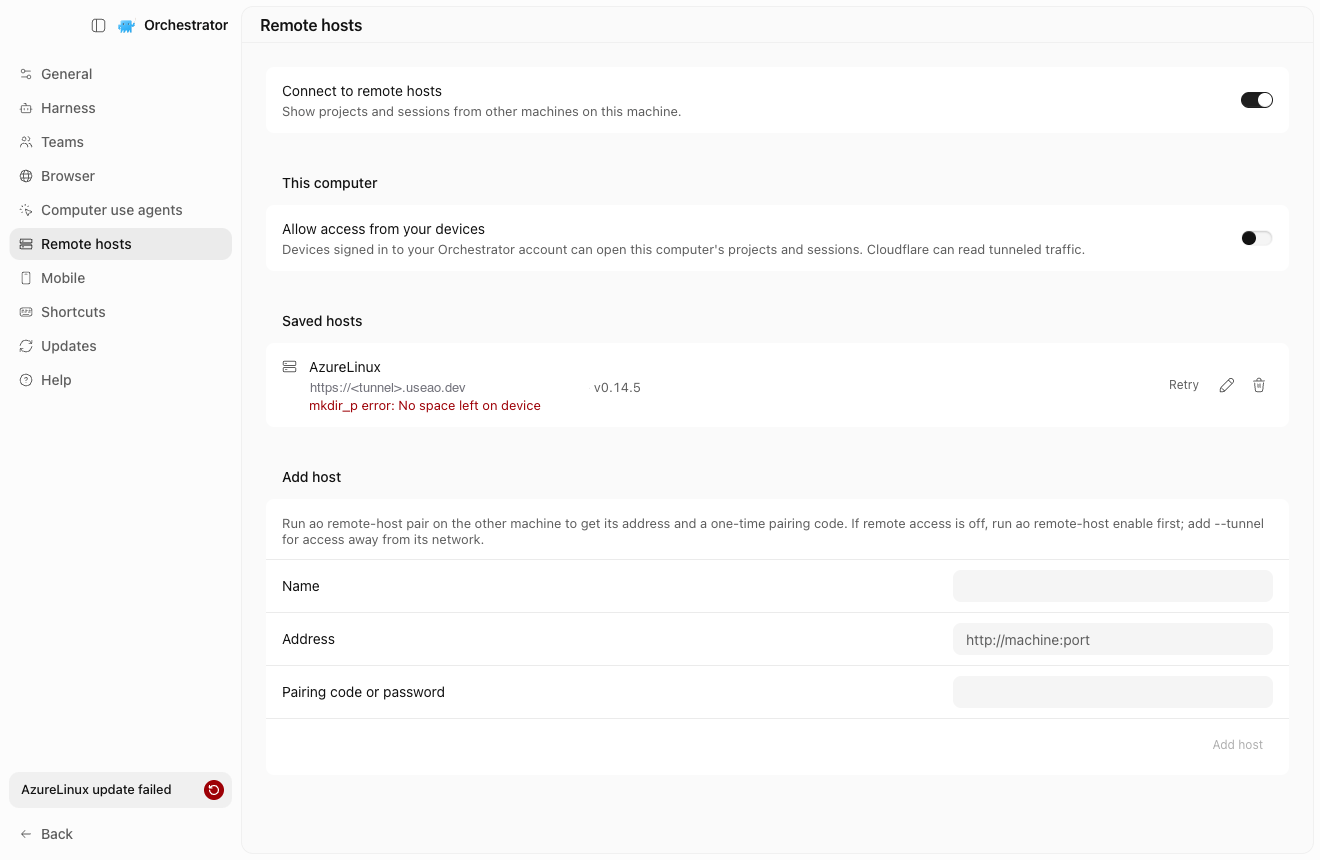 Orchestrator
General
Harness
Teams
Browser
Computer use agents
Remote hosts
Mobile
Shortcuts
Updates
Help
AzureLinux update failed
Back
Remote hosts
Connect to remote hosts
Show projects and sessions from other machines on this machine.
This computer
Allow access from your devices
Devices signed in to your Orchestrator account can open this computer's projects and sessions. Cloudflare can read tunneled traffic.
Saved hosts
AzureLinux
https://<tunnel>.useao.dev v0.14.5
mkdir_p error: No space left on device
Retry
Add host
Run ao remote-host pair on the other machine to get its address and a one-time pairing code. If remote access is off, run ao remote-host enable first; add --tunnel
for access away from its network.
Name
Address
http://machine:port
Pairing code or password
Add host